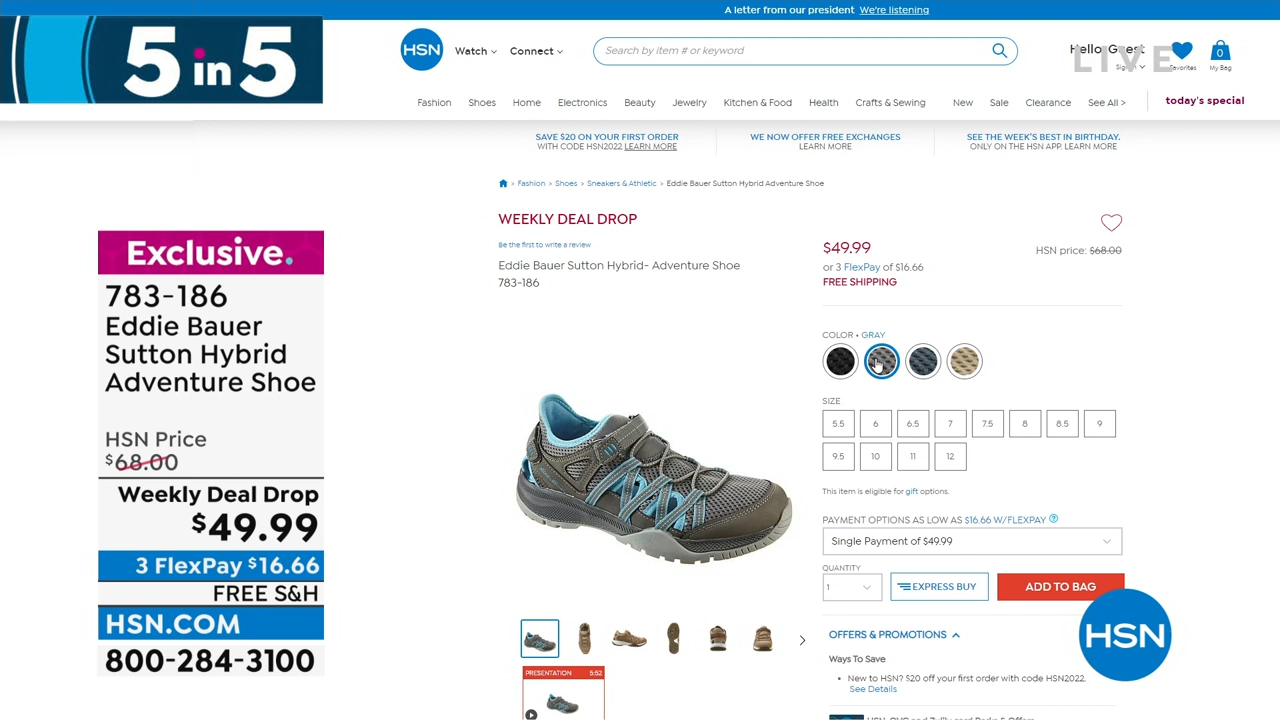 A letter from our president We're listening
5 in 5
HSN
Watch
Connect
Search by item # or keyword
Hello, Guest
LIVE
Favorites
0
My Bag
Fashion Shoes Home Electronics Beauty Jewelry Kitchen & Food Health Crafts & Sewing New Sale Clearance See All > today's special
SAVE $20 ON YOUR FIRST ORDER
WITH CODE HSN2022 LEARN MORE
WE NOW OFFER FREE EXCHANGES
LEARN MORE
SEE THE WEEK'S BEST IN BIRTHDAY.
ONLY ON THE HSN APP. LEARN MORE
> Fashion > Shoes > Sneakers & Athletic > Eddie Bauer Sutton Hybrid Adventure Shoe
Exclusive.
783-186
Eddie Bauer
Sutton Hybrid
Adventure Shoe
HSN Price
$68.00
Weekly Deal Drop
$49.99
3 FlexPay $16.66
FREE S&H
HSN.COM
800-284-3100
WEEKLY DEAL DROP
Be the first to write a review
Eddie Bauer Sutton Hybrid- Adventure Shoe
783-186
$49.99
HSN price: $68.00
or 3 FlexPay of $16.66
FREE SHIPPING
COLOR • GRAY
SIZE
5.5 6 6.5 7 7.5 8 8.5 9
9.5 10 11 12
This item is eligible for gift options.
PAYMENT OPTIONS AS LOW AS $16.66 W/FLEXPAY ?
Single Payment of $49.99
QUANTITY
1
EXPRESS BUY
ADD TO BAG
OFFERS & PROMOTIONS
Ways To Save
• New to HSN? $20 off your first order with code HSN2022.
See Details
HSN
PRESENTATION 5:52